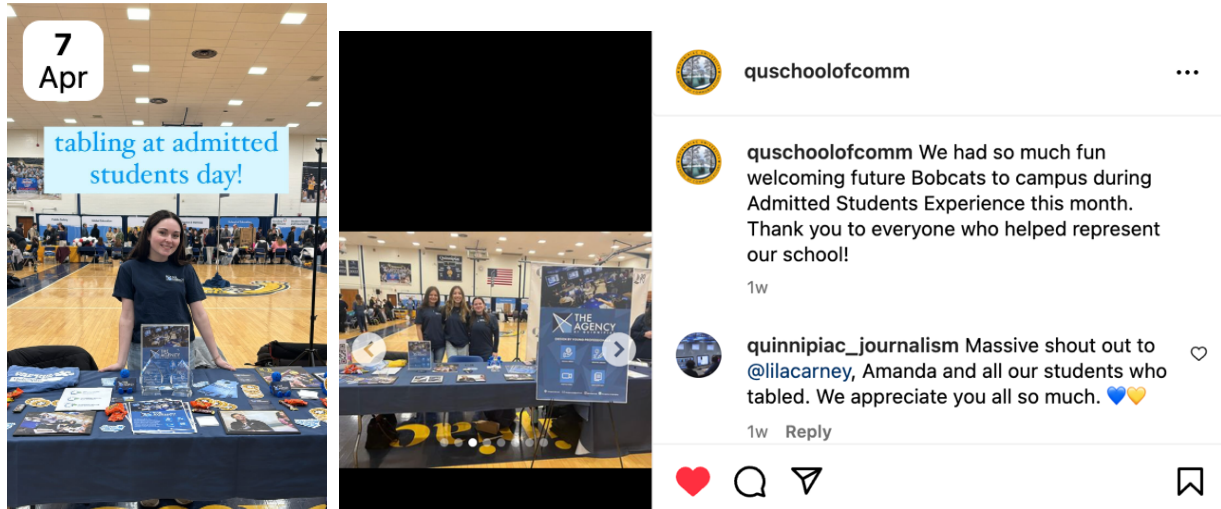 7
Apr
tabling at admitted
students day!
THE
AGENCY
quschoolofcomm
quschoolofcomm We had so much fun
welcoming future Bobcats to campus during
Admitted Students Experience this month.
Thank you to everyone who helped represent
our school!
1w
quinnipiac_journalism Massive shout out to
@lilacarney, Amanda and all our students who
tabled. We appreciate you all so much. 💙💛
1w Reply